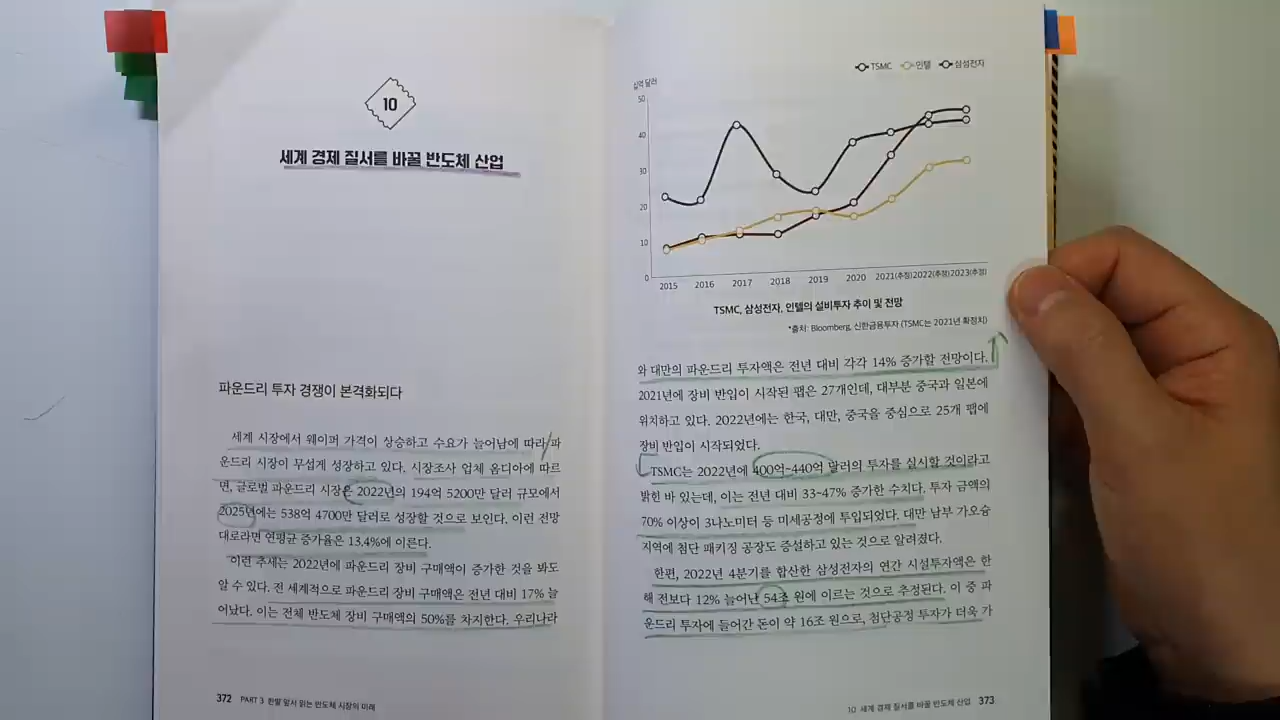 10
세계 경제 질서를 바꿀 반도체 산업
파운드리 투자 경쟁이 본격화되다
세계 시장에서 웨이퍼 가격이 상승하고 수요가 늘어남에 따라 파
운드리 시장이 무섭게 성장하고 있다. 시장조사 업체 옴디아에 따르
면, 글로벌 파운드리 시장은 2022년의 194억 5200만 달러 규모에서
2025년에는 538억 4700만 달러로 성장할 것으로 보인다. 이런 전망
대로라면 연평균 증가율은 13.4%에 이른다.
이런 추세는 2022년에 파운드리 장비 구매액이 증가한 것을 봐도
알 수 있다. 전 세계적으로 파운드리 장비 구매액은 전년 대비 17% 늘
어났다. 이는 전체 반도체 장비 구매액의 50%를 차지한다. 우리나라
372 PART 3 한발 앞서 읽는 반도체 시장의 미래
TSMC 인텔 삼성전자
십억 달러
50
40
30
20
10
0
2015 2016 2017 2018 2019 2020 2021(추정) 2022(추정) 2023(추정)
TSMC, 삼성전자, 인텔의 설비투자 추이 및 전망
*출처: Bloomberg, 신한금융투자 (TSMC는 2021년 확정치)
와 대만의 파운드리 투자액은 전년 대비 각각 14% 증가할 전망이다.
2021년에 장비 반입이 시작된 팹은 27개인데, 대부분 중국과 일본에
위치하고 있다. 2022년에는 한국, 대만, 중국을 중심으로 25개 팹에
장비 반입이 시작되었다.
TSMC는 2022년에 400억~440억 달러의 투자를 실시할 것이라고
밝힌 바 있는데, 이는 전년 대비 33~47% 증가한 수치다. 투자 금액의
70% 이상이 3나노미터 등 미세공정에 투입되었다. 대만 남부 가오슝
지역에 첨단 패키징 공장도 증설하고 있는 것으로 알려졌다.
한편, 2022년 4분기를 합산한 삼성전자의 연간 시설투자액은 한
해 전보다 12% 늘어난 54조 원에 이르는 것으로 추정된다. 이 중 파
운드리 투자에 들어간 돈이 약 16조 원으로, 첨단공정 투자가 더욱 가
10 세계 경제 질서를 바꿀 반도체 산업 373